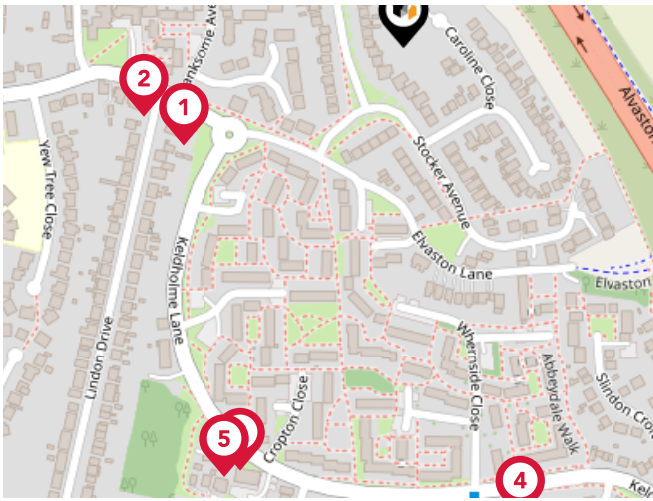 anksome Ave
Caroline Close
Alvaston
2
1
Yew Tree Close
Stocker Avenue
Keldholme Lane
Elvaston Lane
Elvaston
Lindon Drive
Whernside Close
Abbeydale Walk
Slindon Cro
Cropton Close
5
4
Kel